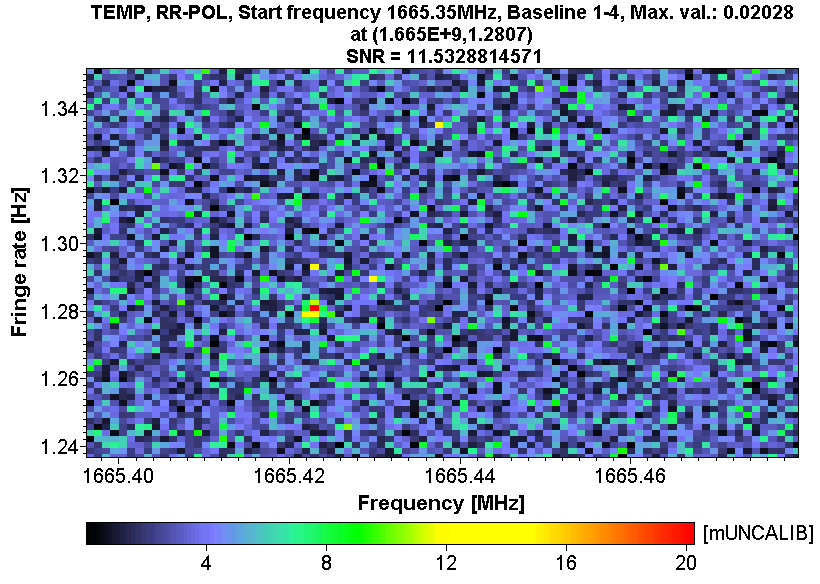 TEMP, RR-POL, Start frequency 1665.35MHz, Baseline 1-4, Max. val.: 0.02028
at (1.665E+9,1.2807)
SNR = 11.5328814571
1.34
1.32
1.30
1.28
1.26
1.24
Fringe rate [Hz]
1665.40 1665.42 1665.44 1665.46
Frequency [MHz]
[mUNCALIB]
4 8 12 16 20